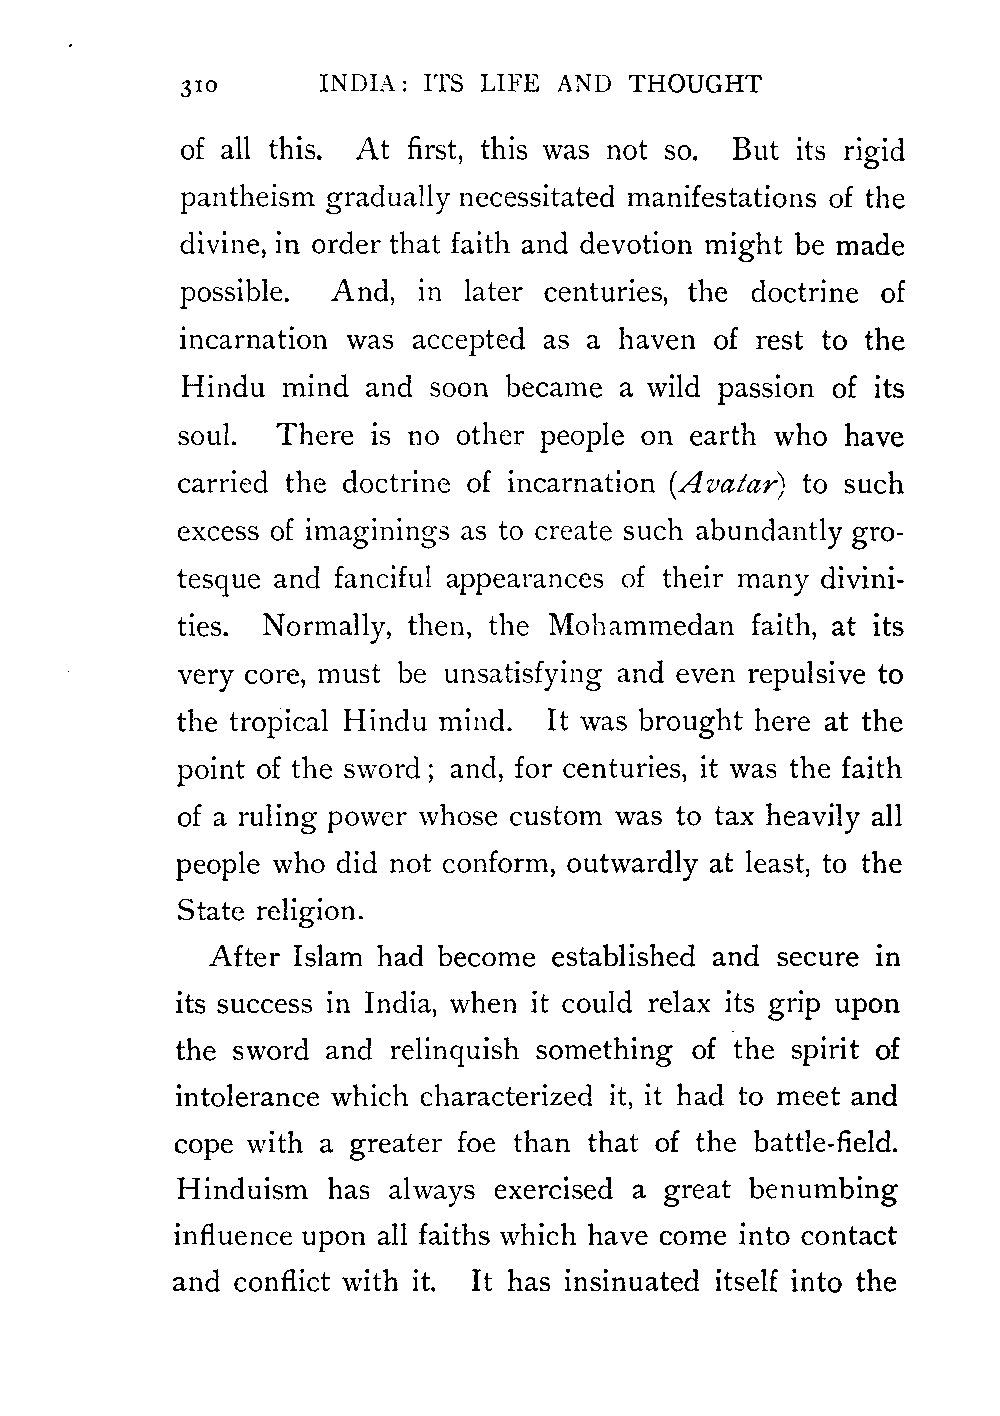 310 INDIA: ITS LIFE AND THOUGHT
of all this. At first, this was not so. But its rigid
pantheism gradually necessitated manifestations of the
divine, in order that faith and devotion might be made
possible. And, in later centuries, the doctrine of
incarnation was accepted as a haven of rest to the
Hindu mind and soon became a wild passion of its
soul. There is no other people on earth who have
carried the doctrine of incarnation (Avatar) to such
excess of imaginings as to create such abundantly gro-
tesque and fanciful appearances of their many divini-
ties. Normally, then, the Mohammedan faith, at its
very core, must be unsatisfying and even repulsive to
the tropical Hindu mind. It was brought here at the
point of the sword; and, for centuries, it was the faith
of a ruling power whose custom was to tax heavily all
people who did not conform, outwardly at least, to the
State religion.
After Islam had become established and secure in
its success in India, when it could relax its grip upon
the sword and relinquish something of the spirit of
intolerance which characterized it, it had to meet and
cope with a greater foe than that of the battle-field.
Hinduism has always exercised a great benumbing
influence upon all faiths which have come into contact
and conflict with it. It has insinuated itself into the